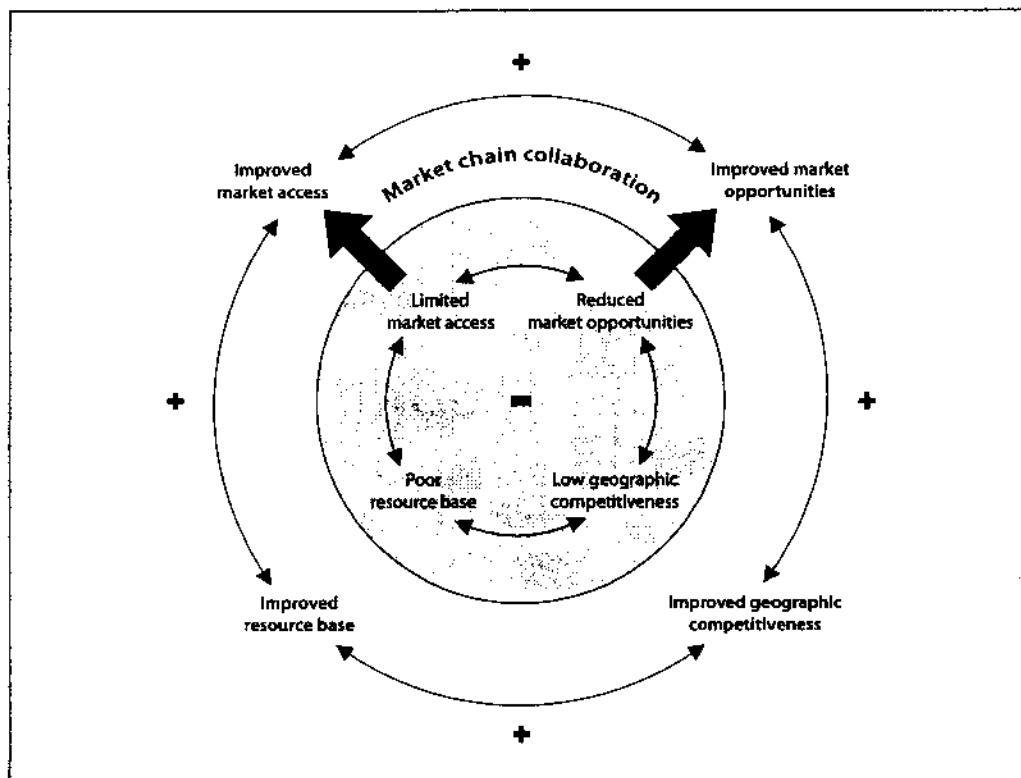 +
Improved
market access
Market chain collaboration
Improved market
opportunities
Limited
market access
Reduced
market opportunities
+
-
+
Poor
resource base
Low geographic
competitiveness
Improved
resource base
Improved geographic
competitiveness
+